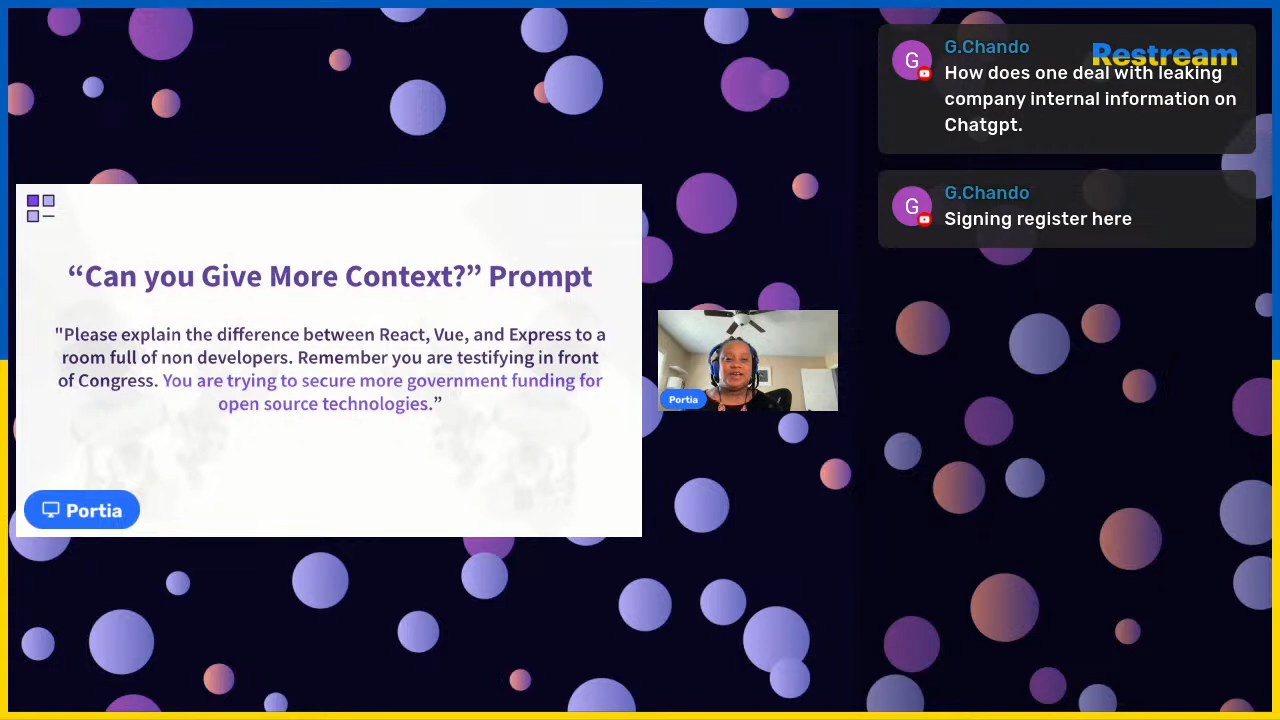 “Can you Give More Context?” Prompt
"Please explain the difference between React, Vue, and Express to a
room full of non developers. Remember you are testifying in front
of Congress. You are trying to secure more government funding for
open source technologies.”
Portia
Portia
Restream
G
G.Chando
How does one deal with leaking
company internal information on
Chatgpt.
G
G.Chando
Signing register here